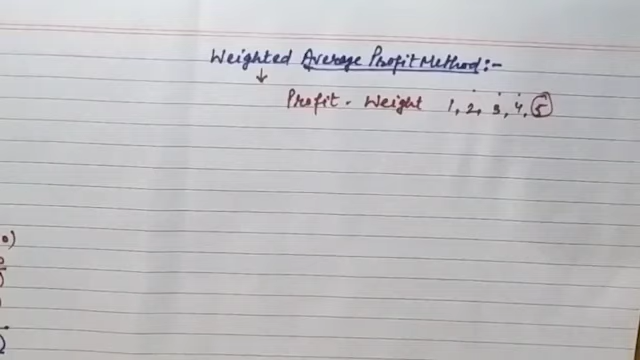 Weighted Average Profit Method:-
↓
Profit - Weight 1, 2, 3, 4, 5